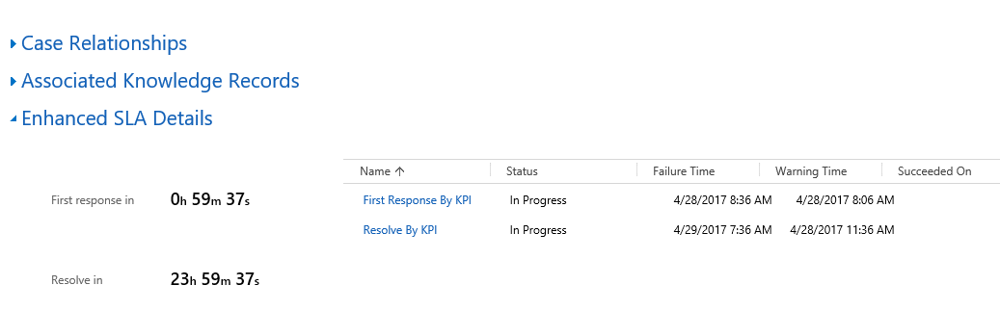 Case Relationships
Associated Knowledge Records
Enhanced SLA Details
Name Status Failure Time Warning Time Succeeded On
First response in 0h 59m 37s
First Response By KPI In Progress 4/28/2017 8:36 AM 4/28/2017 8:06 AM
Resolve By KPI In Progress 4/29/2017 7:36 AM 4/28/2017 11:36 AM
Resolve in 23h 59m 37s